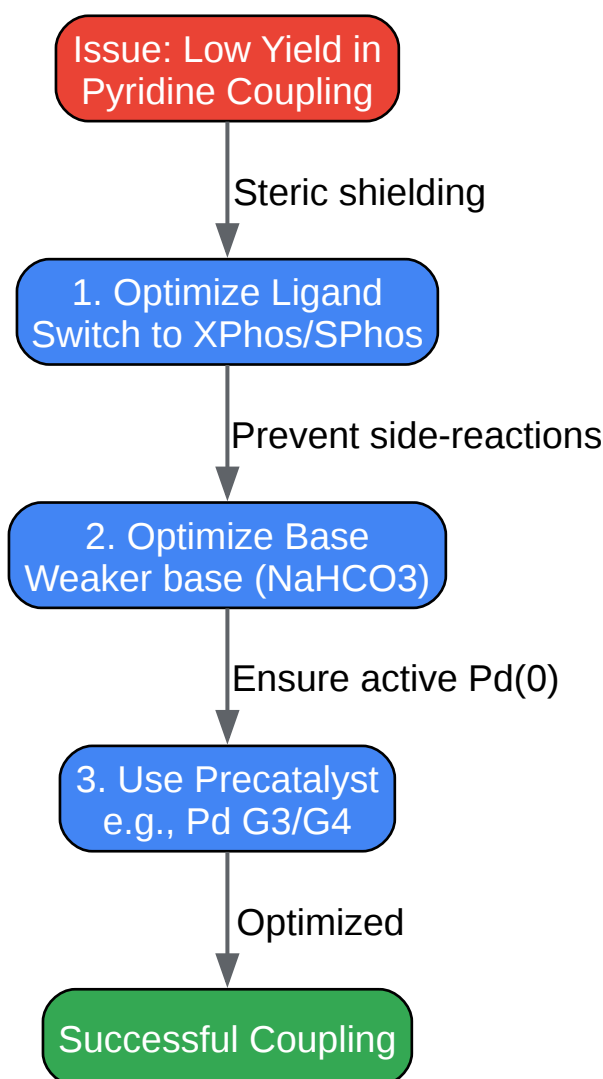 Issue: Low Yield in
Pyridine Coupling
Steric shielding
1. Optimize Ligand
Switch to XPhos/SPhos
Prevent side-reactions
2. Optimize Base
Weaker base (NaHCO3)
Ensure active Pd(0)
3. Use Precatalyst
e.g., Pd G3/G4
Optimized
Successful Coupling